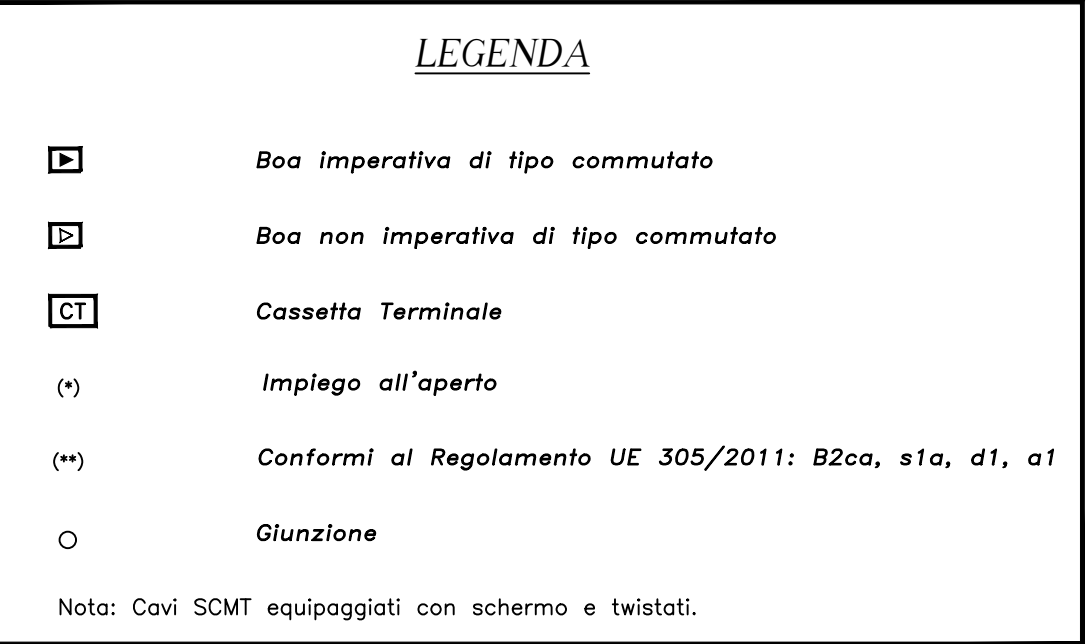 LEGENDA
Boa imperativa di tipo commutato
Boa non imperativa di tipo commutato
CT Cassetta Terminale
(*) Impiego all'aperto
(**) Conformi al Regolamento UE 305/2011: B2ca, s1a, d1, a1
Giunzione
Nota: Cavi SCMT equipaggiati con schermo e twistati.